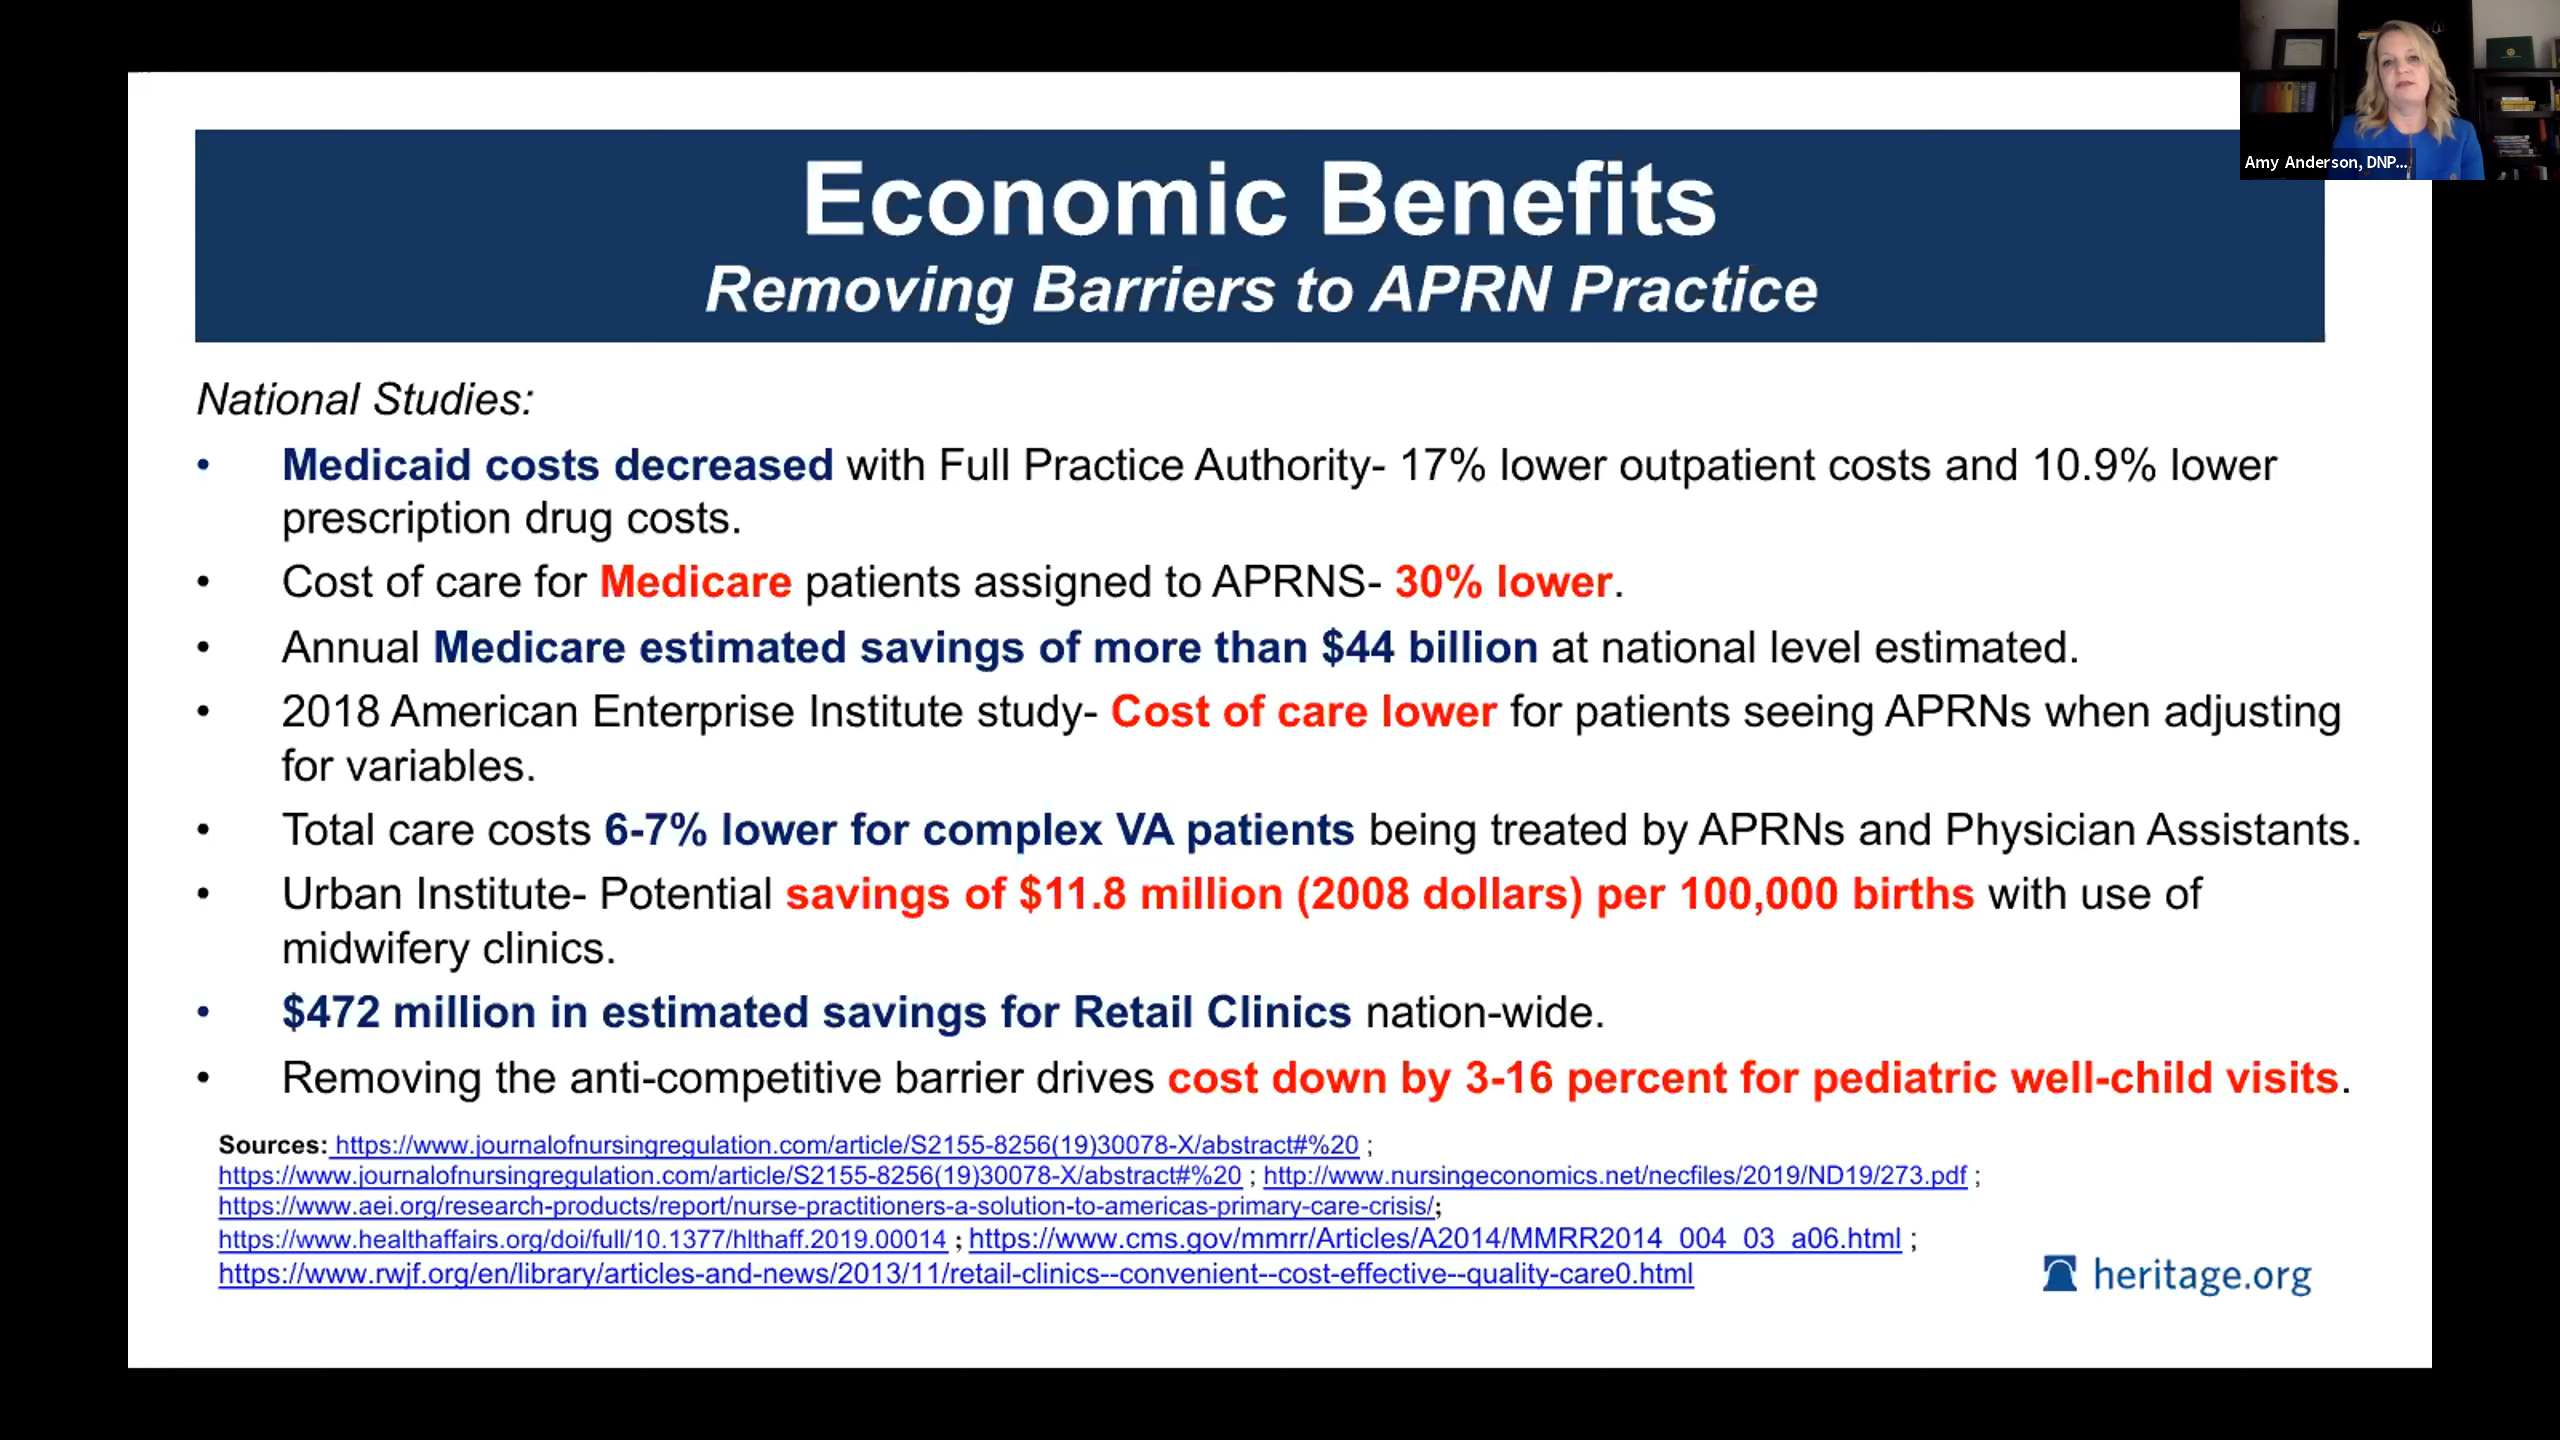 Amy Anderson, DNP...
Economic Benefits
Removing Barriers to APRN Practice
National Studies:
• Medicaid costs decreased with Full Practice Authority- 17% lower outpatient costs and 10.9% lower
prescription drug costs.
• Cost of care for Medicare patients assigned to APRNS- 30% lower.
• Annual Medicare estimated savings of more than $44 billion at national level estimated.
• 2018 American Enterprise Institute study- Cost of care lower for patients seeing APRNs when adjusting
for variables.
• Total care costs 6-7% lower for complex VA patients being treated by APRNs and Physician Assistants.
• Urban Institute- Potential savings of $11.8 million (2008 dollars) per 100,000 births with use of
midwifery clinics.
• $472 million in estimated savings for Retail Clinics nation-wide.
• Removing the anti-competitive barrier drives cost down by 3-16 percent for pediatric well-child visits.
Sources: https://www.journalofnursingregulation.com/article/S2155-8256(19)30078-X/abstract#%20 ;
https://www.journalofnursingregulation.com/article/S2155-8256(19)30078-X/abstract#%20 ; http://www.nursingeconomics.net/necfiles/2019/ND19/273.pdf ;
https://www.aei.org/research-products/report/nurse-practitioners-a-solution-to-americas-primary-care-crisis/;
https://www.healthaffairs.org/doi/full/10.1377/hlthaff.2019.00014 ; https://www.cms.gov/mmrr/Articles/A2014/MMRR2014_004_03_a06.html ;
https://www.rwjf.org/en/library/articles-and-news/2013/11/retail-clinics--convenient--cost-effective--quality-care0.html
heritage.org